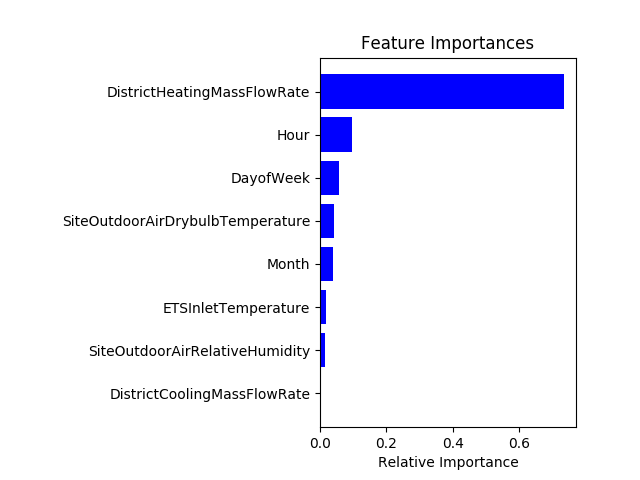 Feature Importances
DistrictHeatingMassFlowRate
Hour
DayofWeek
SiteOutdoorAirDrybulbTemperature
Month
ETSInletTemperature
SiteOutdoorAirRelativeHumidity
DistrictCoolingMassFlowRate
0.0 0.2 0.4 0.6
Relative Importance